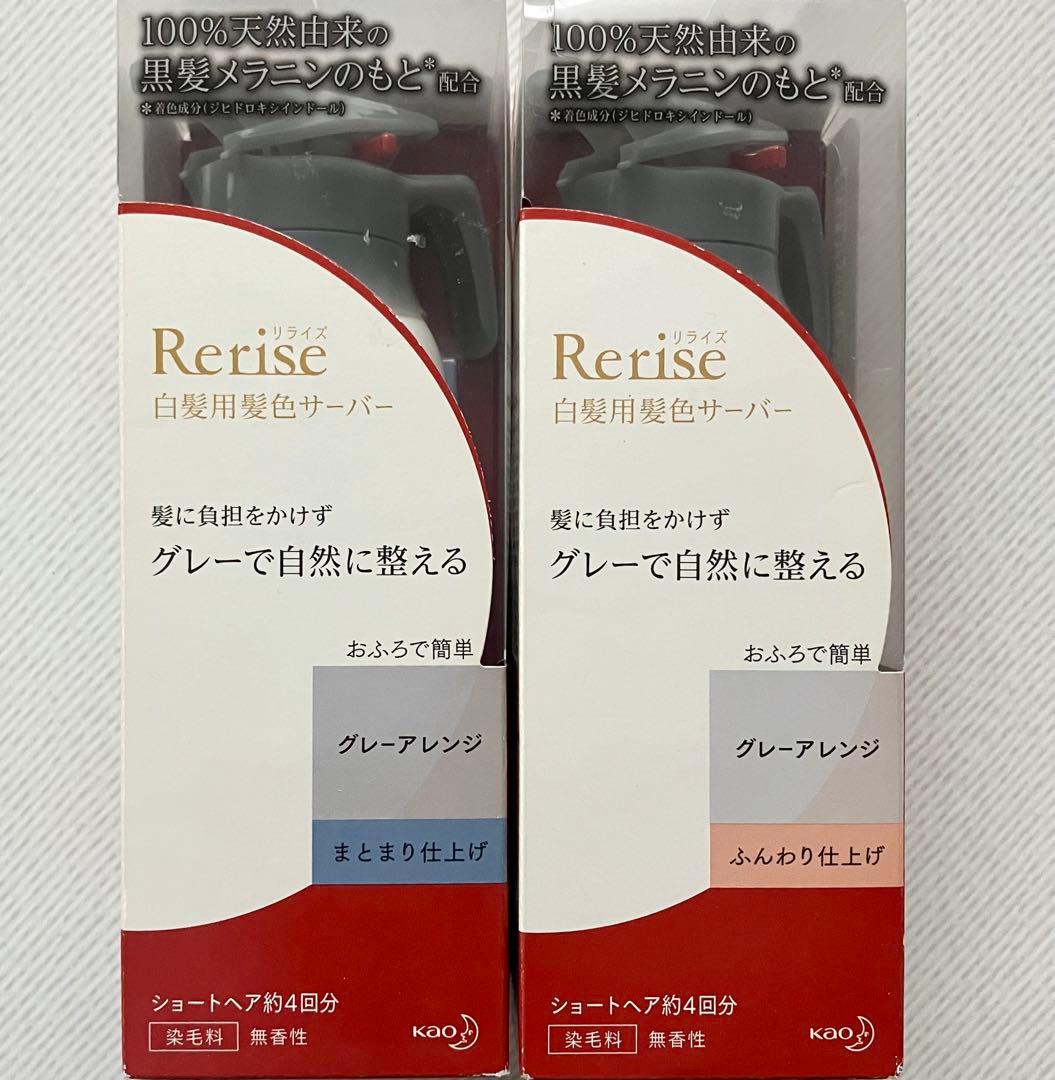 100%天然由来の
黒髪メラニンのもと*配合
*着色成分(ジヒドロキシインドール)
リライズ
Rerise
白髪用髪色サーバー
髪に負担をかけず
グレーで自然に整える
おふろで簡単
グレーアレンジ
まとまり仕上げ
ショートヘア約4回分
染毛料 無香性
Kao
100%天然由来の
黒髪メラニンのもと*配合
*着色成分(ジヒドロキシインドール)
リライズ
Rerise
白髪用髪色サーバー
髪に負担をかけず
グレーで自然に整える
おふろで簡単
グレーアレンジ
ふんわり仕上げ
ショートヘア約4回分
染毛料 無香性
Kao